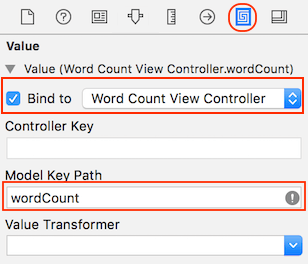 Value
Value (Word Count View Controller.wordCount)
Bind to Word Count View Controller
Controller Key
Model Key Path
wordCount
Value Transformer